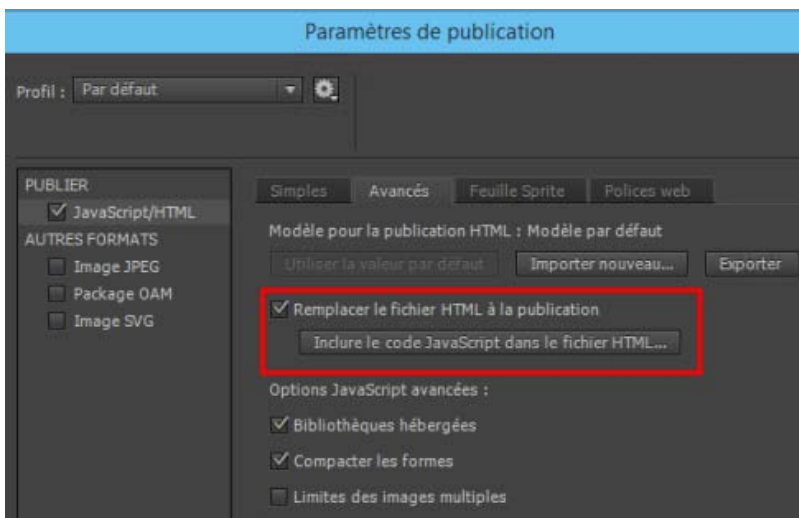 Paramètres de publication
Profil : Par défaut
PUBLIER
JavaScript/HTML
AUTRES FORMATS
Image JPEG
Package OAM
Image SVG
Simples Avancés Feuille Sprite Polices web
Modèle pour la publication HTML : Modèle par défaut
Utiliser la valeur par défaut Importer nouveau... Exporter
Remplacer le fichier HTML à la publication
Inclure le code JavaScript dans le fichier HTML...
Options JavaScript avancées :
Bibliothèques hébergées
Compacter les formes
Limites des images multiples